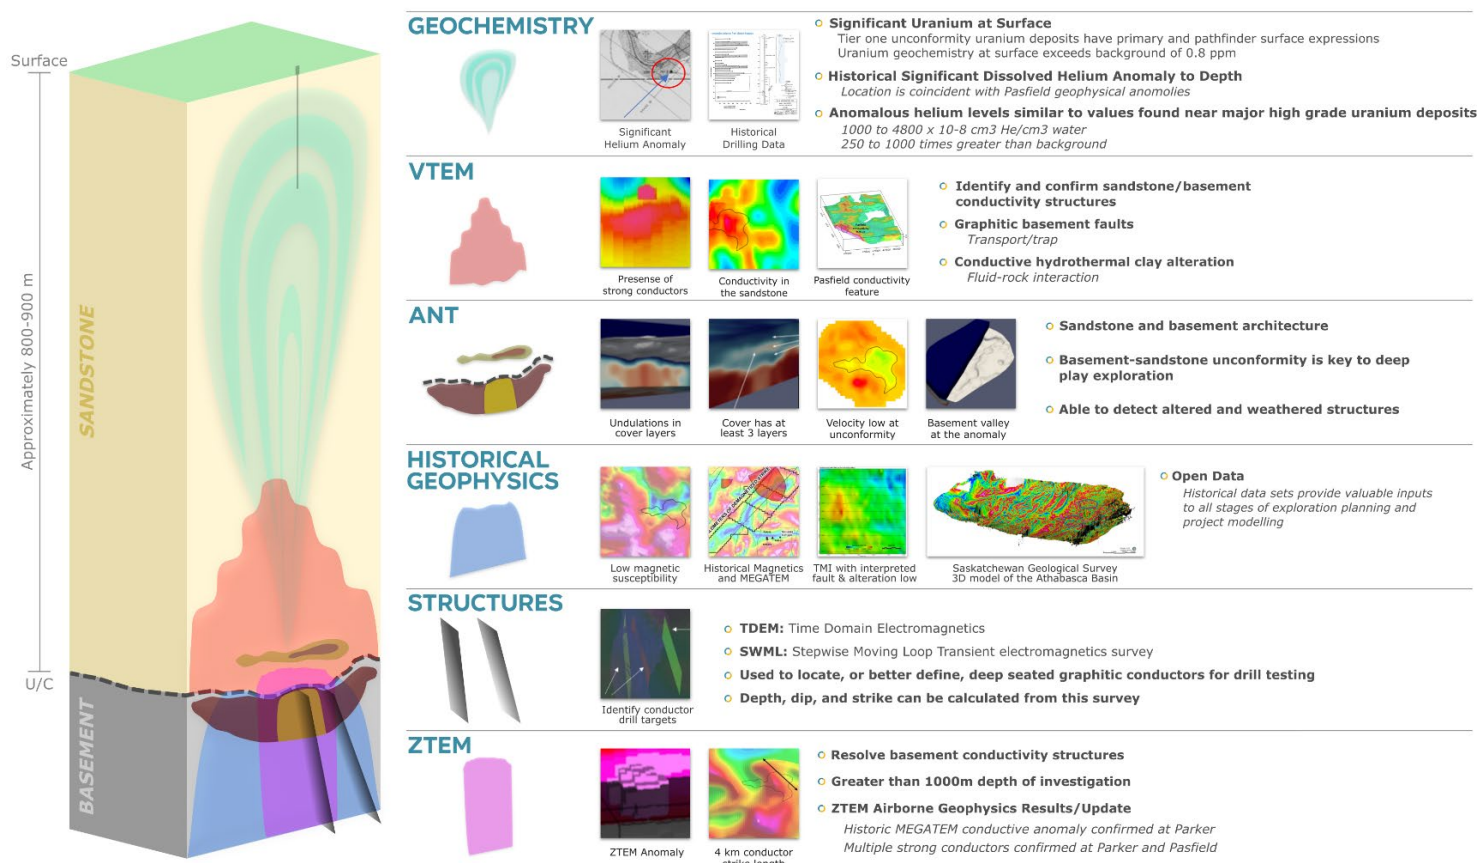 Surface
Approximately 800-900 m
SANDSTONE
U/C
BASEMENT
GEOCHEMISTRY
Significant
Helium Anomaly
Historical
Drilling Data
Significant Uranium at Surface
Tier one unconformity uranium deposits have primary and pathfinder surface expressions
Uranium geochemistry at surface exceeds background of 0.8 ppm
Historical Significant Dissolved Helium Anomaly to Depth
Location is coincident with Pasfield geophysical anomolies
Anomalous helium levels similar to values found near major high grade uranium deposits
1000 to 4800 x 10-8 cm3 He/cm3 water
250 to 1000 times greater than background
VTEM
Presense of
strong conductors
Conductivity in
the sandstone
Pasfield conductivity
feature
Identify and confirm sandstone/basement
conductivity structures
Graphitic basement faults
Transport/trap
Conductive hydrothermal clay alteration
Fluid-rock interaction
ANT
Undulations in
cover layers
Cover has at
least 3 layers
Velocity low at
unconformity
Basement valley
at the anomaly
Sandstone and basement architecture
Basement-sandstone unconformity is key to deep
play exploration
Able to detect altered and weathered structures
HISTORICAL
GEOPHYSICS
Low magnetic
susceptibility
Historical Magnetics
and MEGATEM
TMI with interpreted
fault & alteration low
Saskatchewan Geological Survey
3D model of the Athabasca Basin
Open Data
Historical data sets provide valuable inputs
to all stages of exploration planning and
project modelling
STRUCTURES
Identify conductor
drill targets
TDEM: Time Domain Electromagnetics
SWML: Stepwise Moving Loop Transient electromagnetics survey
Used to locate, or better define, deep seated graphitic conductors for drill testing
Depth, dip, and strike can be calculated from this survey
ZTEM
ZTEM Anomaly
4 km conductor
strike length
Resolve basement conductivity structures
Greater than 1000m depth of investigation
ZTEM Airborne Geophysics Results/Update
Historic MEGATEM conductive anomaly confirmed at Parker
Multiple strong conductors confirmed at Parker and Pasfield